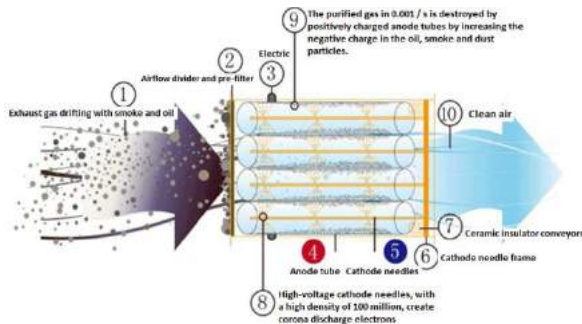 9
The purified gas in 0.001 / s is destroyed by
positively charged anode tubes by increasing the
negative charge in the oil, smoke and dust
particles.
2
Electric
3
Airflow divider and pre-filter
1
Exhaust gas drifting with smoke and oil
10
Clean air
7
Ceramic insulator conveyors
4
5
6
Anode tube
Cathode needles
Cathode needle frame
8
High-voltage cathode needles, with
a high density of 100 million, create
corona discharge electrons